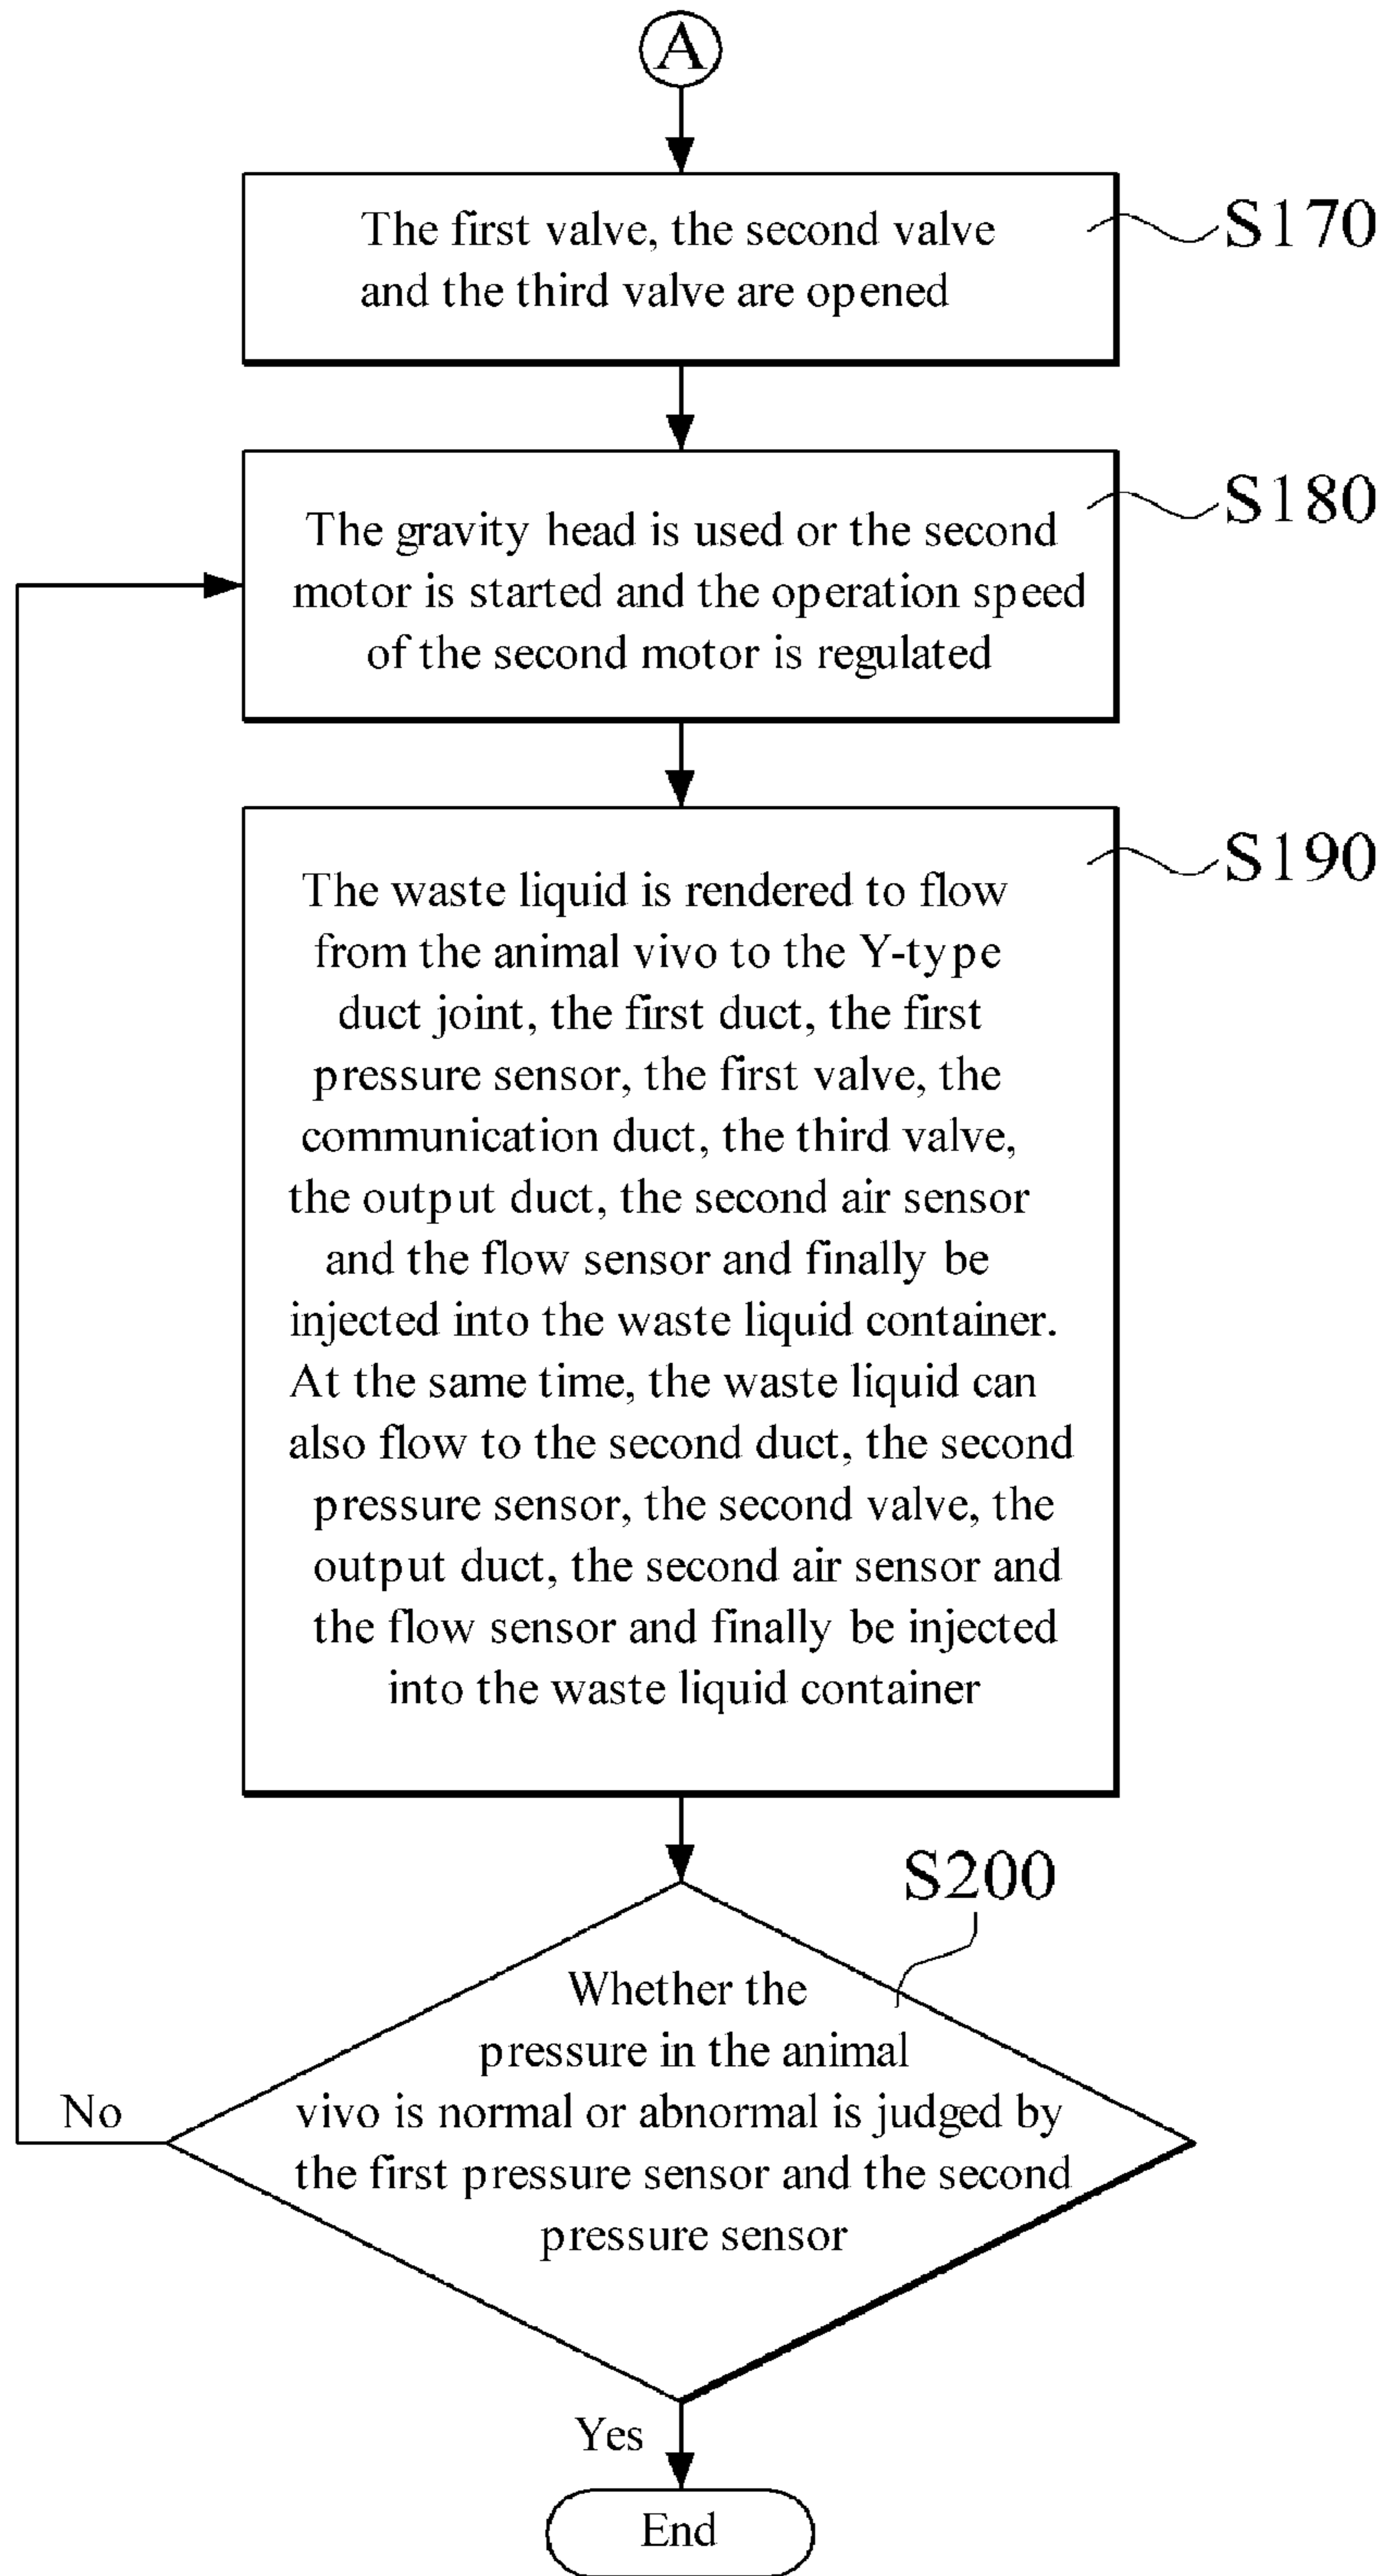 A
The first valve, the second valve
and the third valve are opened
S170
The gravity head is used or the second
motor is started and the operation speed
of the second motor is regulated
S180
The waste liquid is rendered to flow
from the animal vivo to the Y-type
duct joint, the first duct, the first
pressure sensor, the first valve, the
communication duct, the third valve,
the output duct, the second air sensor
and the flow sensor and finally be
injected into the waste liquid container.
At the same time, the waste liquid can
also flow to the second duct, the second
pressure sensor, the second valve, the
output duct, the second air sensor and
the flow sensor and finally be injected
into the waste liquid container
S190
S200
Whether the
pressure in the animal
vivo is normal or abnormal is judged by
the first pressure sensor and the second
pressure sensor
No
Yes
End